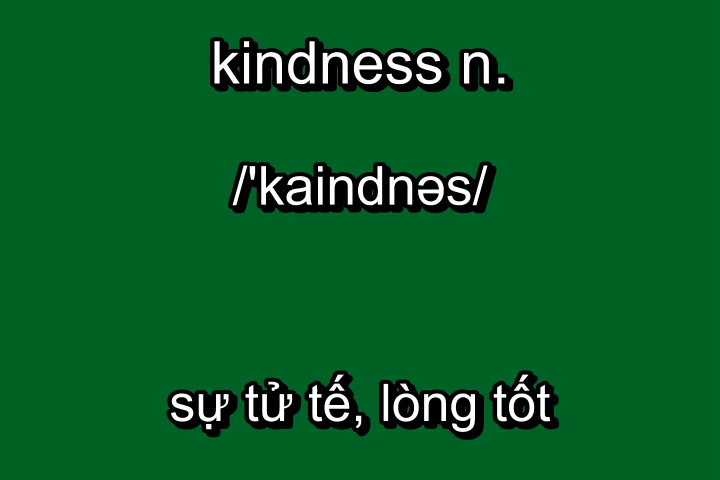 kindness n.
/'kaindnəs/
sự tử tế, lòng tốt